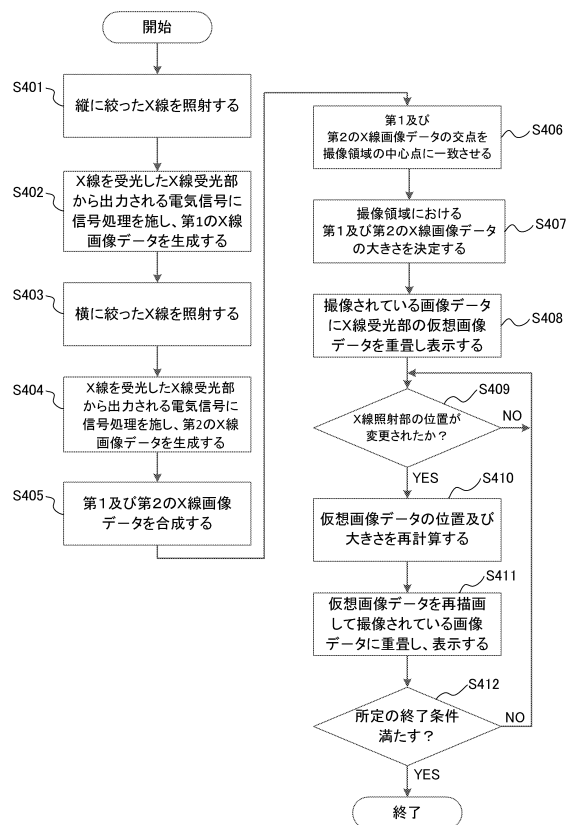 開始
S401
縦に絞ったX線を照射する
S402
X線を受光したX線受光部
から出力される電気信号に
信号処理を施し、第1のX線
画像データを生成する
S403
横に絞ったX線を照射する
S404
X線を受光したX線受光部
から出力される電気信号に
信号処理を施し、第2のX線
画像データを生成する
S405
第1及び第2のX線画像
データを合成する
S406
第1及び
第2のX線画像データの交点を
撮像領域の中心点に一致させる
S407
撮像領域における
第1及び第2のX線画像データ
の大きさを決定する
S408
撮像されている画像データ
にX線受光部の仮想画像
データを重畳し表示する
S409
X線照射部の位置が
変更されたか?
NO
YES
S410
仮想画像データの位置及び
大きさを再計算する
S411
仮想画像データを再描画
して撮像されている画像
データに重畳し、表示する
S412
所定の終了条件
満たす?
NO
YES
終了